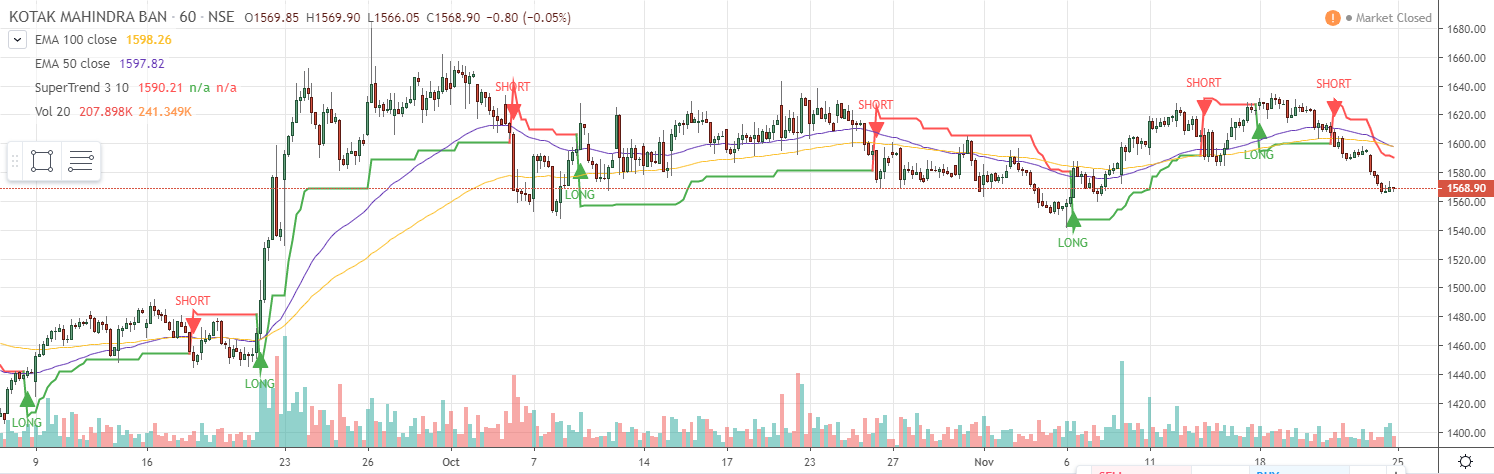 KOTAK MAHINDRA BAN · 60 · NSE O1569.85 H1569.90 L1566.05 C1568.90 −0.80 (−0.05%)
! Market Closed
EMA 100 close 1598.26
EMA 50 close 1597.82
SuperTrend 3 10 1590.21 n/a n/a
Vol 20 207.898K 241.349K
SHORT
SHORT
SHORT
SHORT
SHORT
LONG
LONG
LONG
LONG
LONG
1680.00
1660.00
1640.00
1620.00
1600.00
1580.00
1568.90
1560.00
1540.00
1520.00
1500.00
1480.00
1460.00
1440.00
1420.00
1400.00
9 16 23 26 Oct 7 14 18 23 27 Nov 6 11 18 25